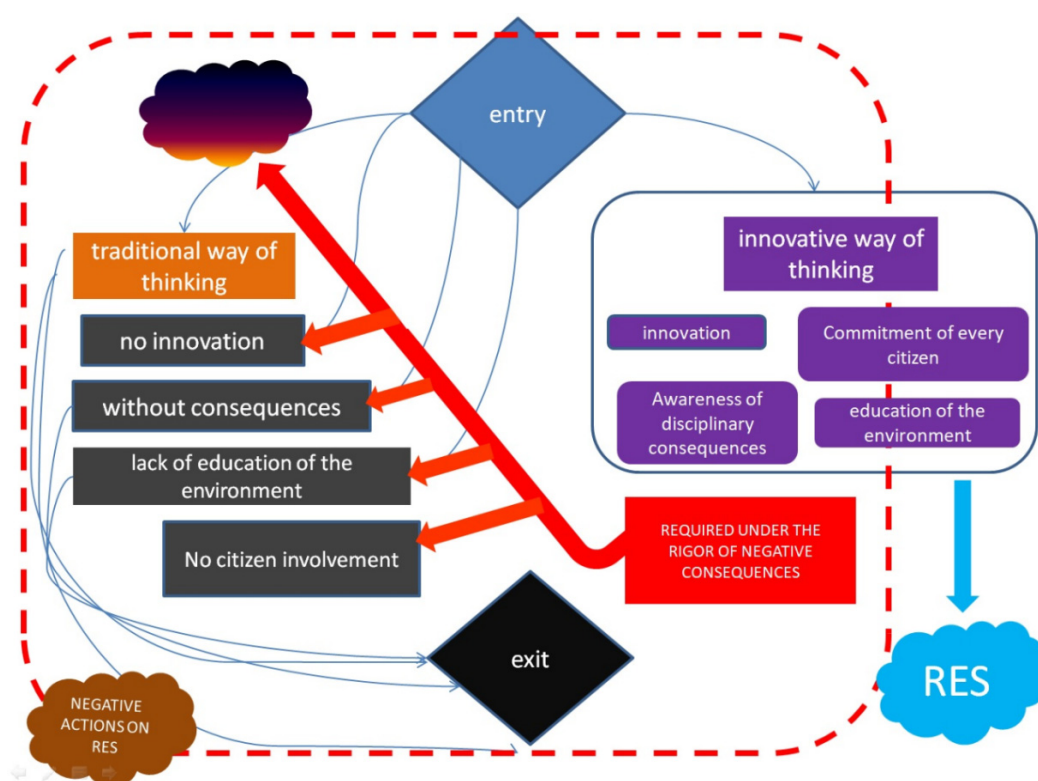 entry
traditional way of
thinking
innovative way of
thinking
no innovation
innovation
Commitment of every
citizen
without consequences
Awareness of
disciplinary
consequences
education of the
environment
lack of education of the
environment
No citizen involvement
REQUIRED UNDER THE
RIGOR OF NEGATIVE
CONSEQUENCES
exit
RES
NEGATIVE
ACTIONS ON
RES